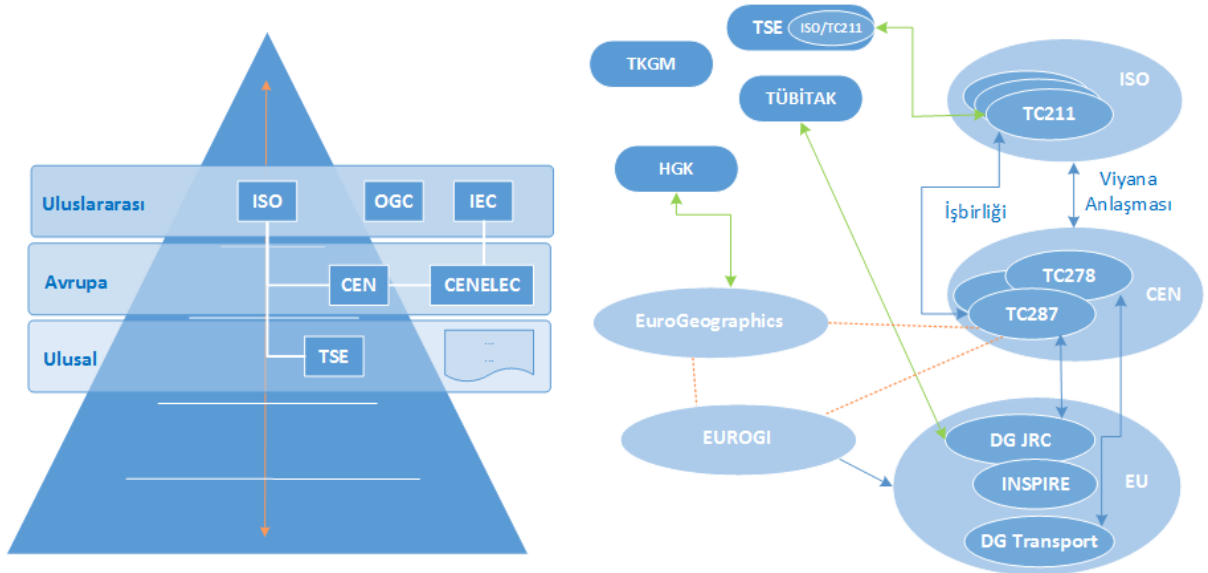 Uluslararası
ISO
OGC
IEC
Avrupa
CEN
CENELEC
Ulusal
TSE
...
...
TSE
ISO/TC211
TKGM
TÜBİTAK
HGK
ISO
TC211
İşbirliği
Viyana
Anlaşması
TC278
CEN
TC287
EuroGeographics
EUROGI
DG JRC
INSPIRE
EU
DG Transport